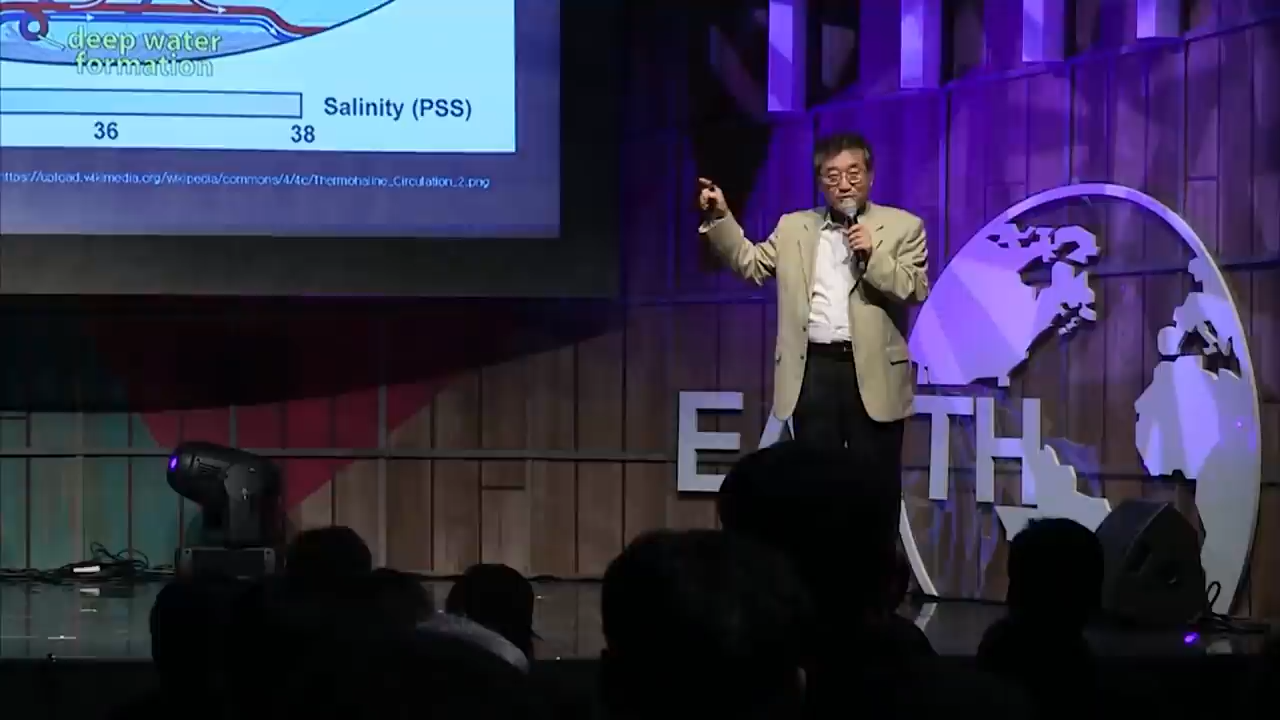 deep water
formation
Salinity (PSS)
36
38
https://upload.wikimedia.org/wikipedia/commons/4/4c/Thermohaline_Circulation_2.png
EA TH